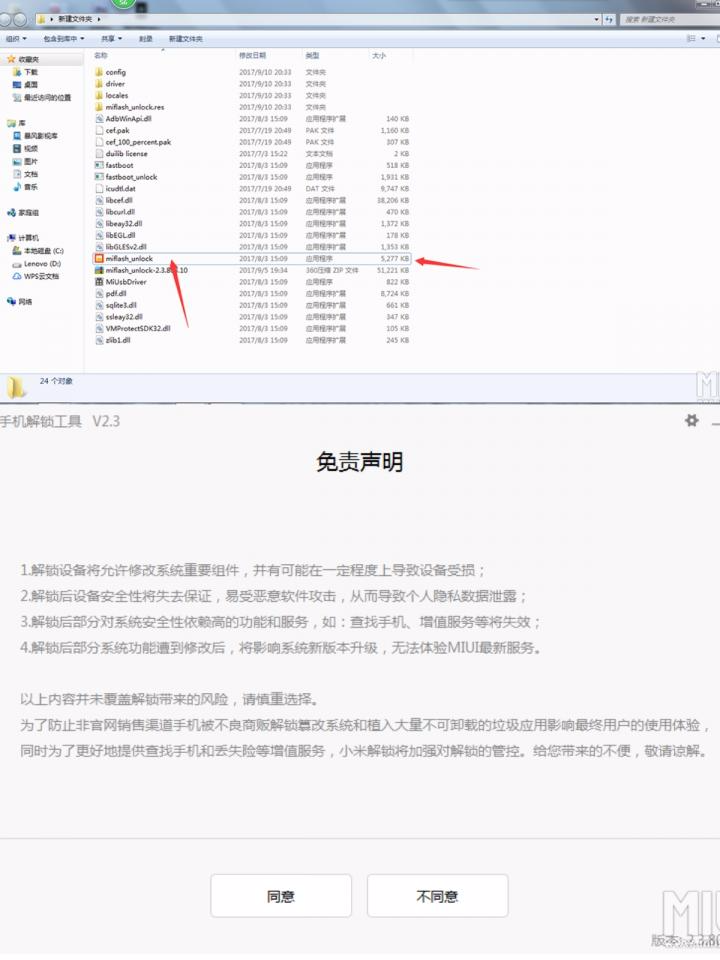 56
新建文件夹
搜索 新建文件夹
组织 包含到库中 共享 刻录 新建文件夹
收藏夹
下载
桌面
最近访问的位置
库
暴风影视库
视频
图片
文档
音乐
家庭组
计算机
本地磁盘 (C:)
Lenovo (D:)
WPS云文档
网络
名称 修改日期 类型 大小
config 2017/9/10 20:33 文件夹
driver 2017/9/10 20:33 文件夹
locales 2017/9/10 20:33 文件夹
miflash_unlock.res 2017/9/10 20:33 文件夹
AdbWinApi.dll 2017/8/3 15:09 应用程序扩展 140 KB
cef.pak 2017/7/19 20:49 PAK 文件 1,160 KB
cef_100_percent.pak 2017/7/19 20:49 PAK 文件 307 KB
duilib license 2017/7/3 15:22 文本文档 2 KB
fastboot 2017/8/3 15:09 应用程序 518 KB
fastboot_unlock 2017/8/3 15:09 应用程序 1,931 KB
icudtl.dat 2017/7/19 20:49 DAT 文件 9,747 KB
libcef.dll 2017/8/3 15:09 应用程序扩展 38,206 KB
libcurl.dll 2017/8/3 15:09 应用程序扩展 470 KB
libeay32.dll 2017/8/3 15:09 应用程序扩展 1,372 KB
libEGL.dll 2017/8/3 15:09 应用程序扩展 178 KB
libGLESv2.dll 2017/8/3 15:09 应用程序扩展 1,353 KB
miflash_unlock 2017/8/3 15:09 应用程序 5,277 KB
miflash_unlock-2.3.8 .10 2017/9/5 19:34 360压缩 ZIP 文件 51,221 KB
MiUsbDriver 2017/8/3 15:09 应用程序 822 KB
pdf.dll 2017/8/3 15:09 应用程序扩展 8,724 KB
sqlite3.dll 2017/8/3 15:09 应用程序扩展 661 KB
ssleay32.dll 2017/8/3 15:09 应用程序扩展 347 KB
VMProtectSDK32.dll 2017/8/3 15:09 应用程序扩展 105 KB
zlib1.dll 2017/8/3 15:09 应用程序扩展 245 KB
24 个对象
手机解锁工具 V2.3
免责声明
1.解锁设备将允许修改系统重要组件，并有可能在一定程度上导致设备受损；
2.解锁后设备安全性将失去保证，易受恶意软件攻击，从而导致个人隐私数据泄露；
3.解锁后部分对系统安全性依赖高的功能和服务，如：查找手机、增值服务等将失效；
4.解锁后部分系统功能遭到修改后，将影响系统新版本升级，无法体验MIUI最新服务。
以上内容并未覆盖解锁带来的风险，请慎重选择。
为了防止非官网销售渠道手机被不良商贩解锁篡改系统和植入大量不可卸载的垃圾应用影响最终用户的使用体验，
同时为了更好地提供查找手机和丢失险等增值服务，小米解锁将加强对解锁的管控。给您带来的不便，敬请谅解。
同意 不同意
版本: 2.3.80